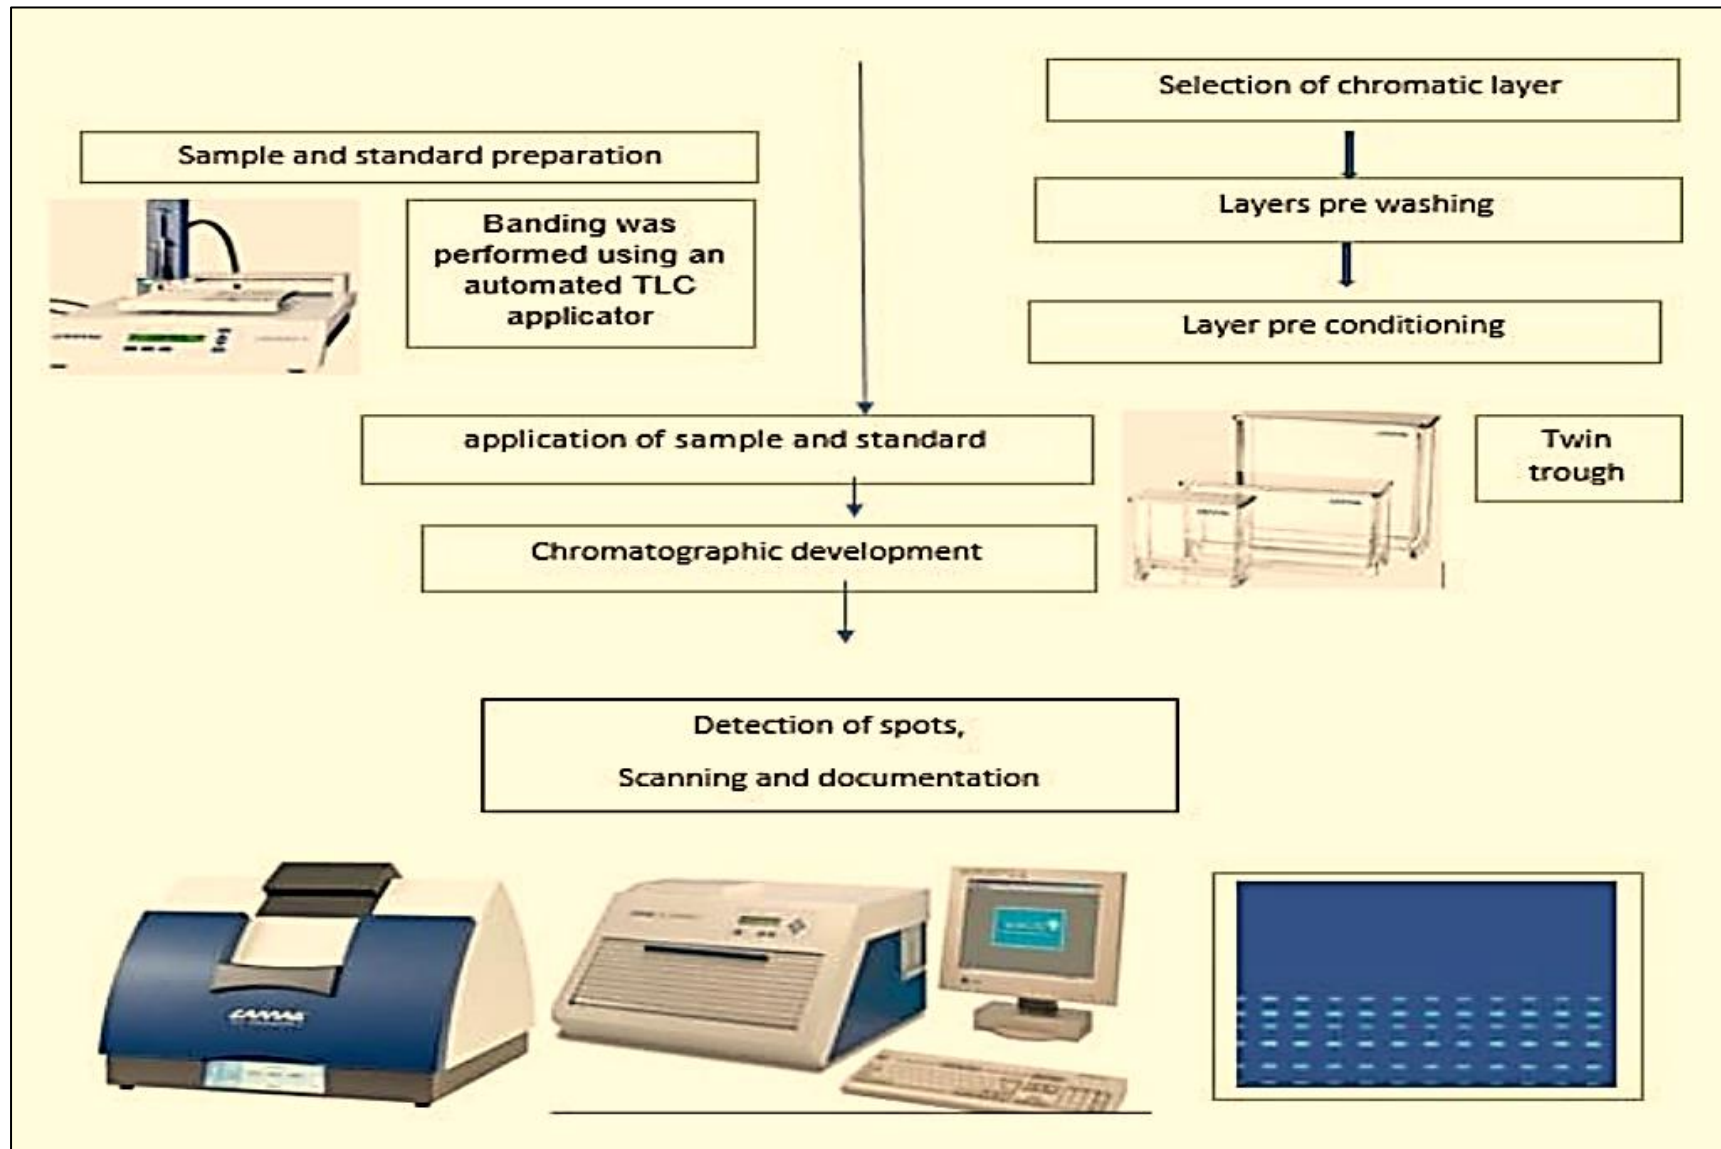 Selection of chromatic layer
Sample and standard preparation
Layers pre washing
Banding was
performed using an
automated TLC
applicator
Layer pre conditioning
application of sample and standard
Twin
trough
Chromatographic development
Detection of spots,
Scanning and documentation
CAMAG